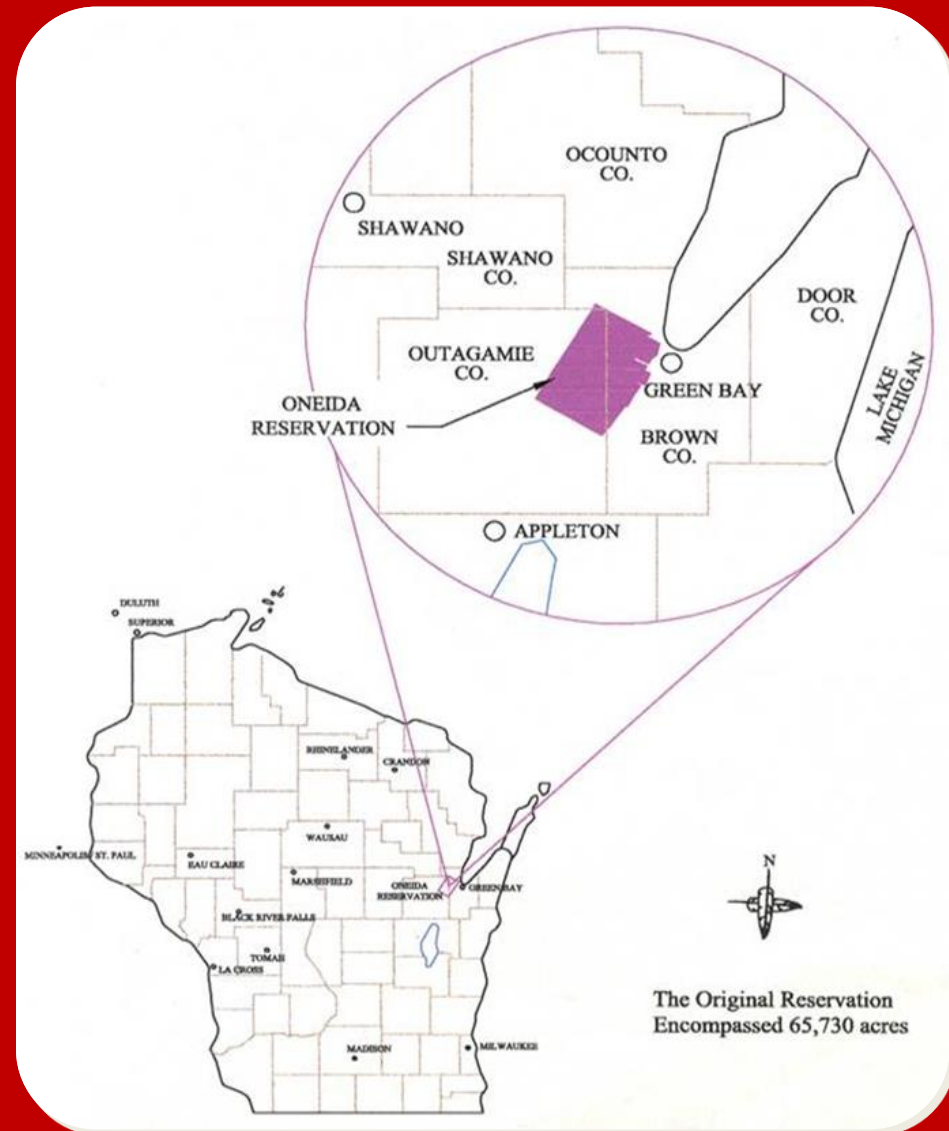 OCOUNTO
CO.
SHAWANO
SHAWANO
CO.
DOOR
CO.
OUTAGAMIE
CO.
GREEN BAY
LAKE
MICHIGAN
ONEIDA
RESERVATION
BROWN
CO.
APPLETON
DULUTH
SUPERIOR
RHINELANDER
CRANDON
WAUSAU
MINNEAPOLIS/ ST. PAUL
EAU CLAIRE
MARSHFIELD
ONEIDA
RESERVATION
GREEN BAY
BLACK RIVER FALLS
TOMAH
LA CROSS
N
The Original Reservation
Encompassed 65,730 acres
MADISON
MILWAUKEE